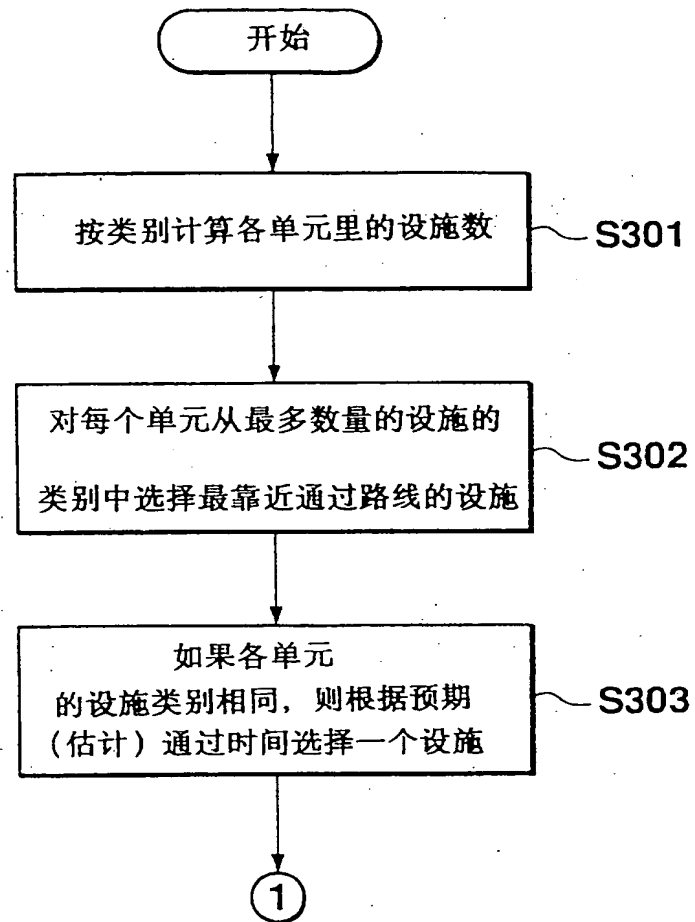 开始
按类别计算各单元里的设施数
S301
对每个单元从最多数量的设施的
类别中选择最靠近通过路线的设施
S302
如果各单元
的设施类别相同，则根据预期
（估计）通过时间选择一个设施
S303
1